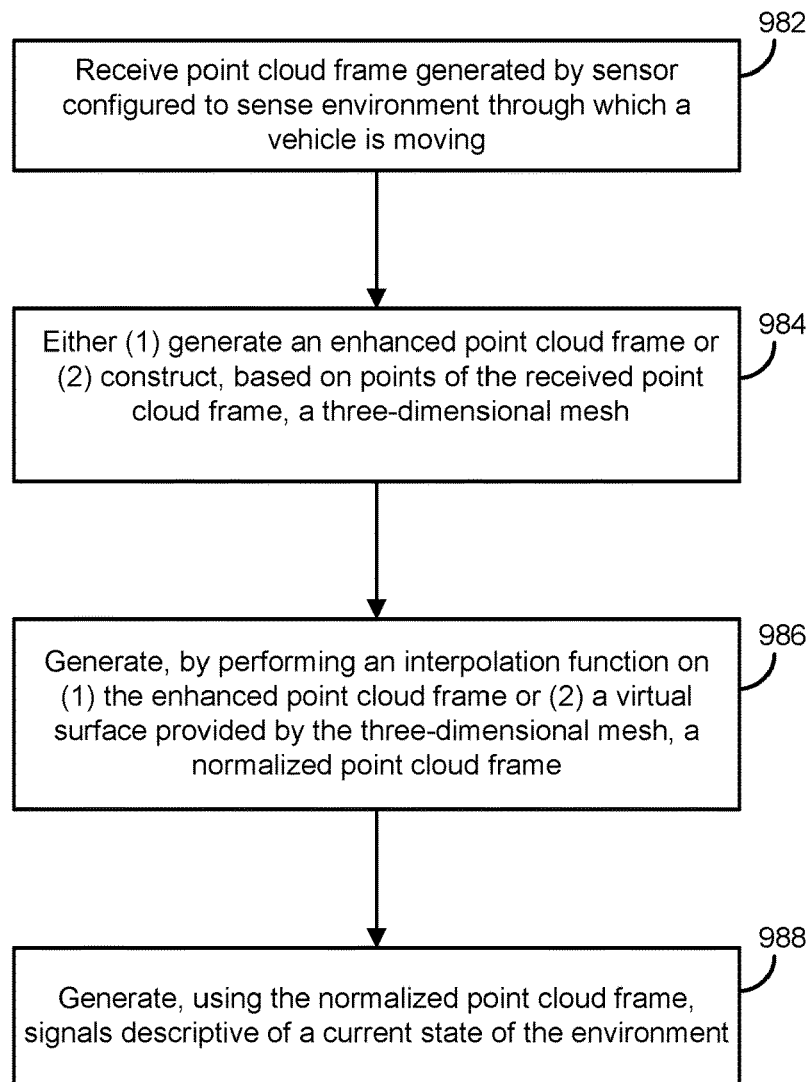 982
Receive point cloud frame generated by sensor
configured to sense environment through which a
vehicle is moving
984
Either (1) generate an enhanced point cloud frame or
(2) construct, based on points of the received point
cloud frame, a three-dimensional mesh
986
Generate, by performing an interpolation function on
(1) the enhanced point cloud frame or (2) a virtual
surface provided by the three-dimensional mesh, a
normalized point cloud frame
988
Generate, using the normalized point cloud frame,
signals descriptive of a current state of the environment